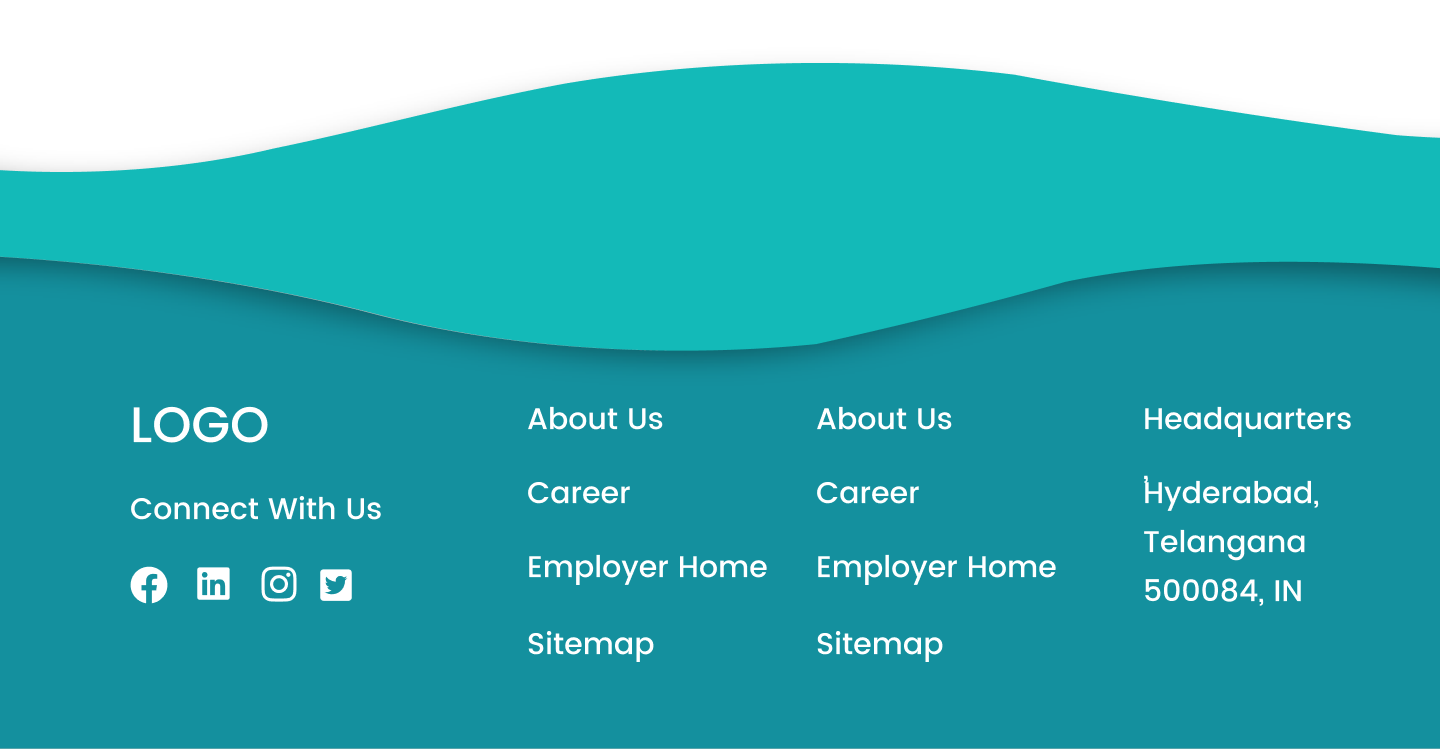 LOGO
Connect With Us
About Us
Career
Employer Home
Sitemap
About Us
Career
Employer Home
Sitemap
Headquarters
,
Hyderabad,
Telangana
500084, IN